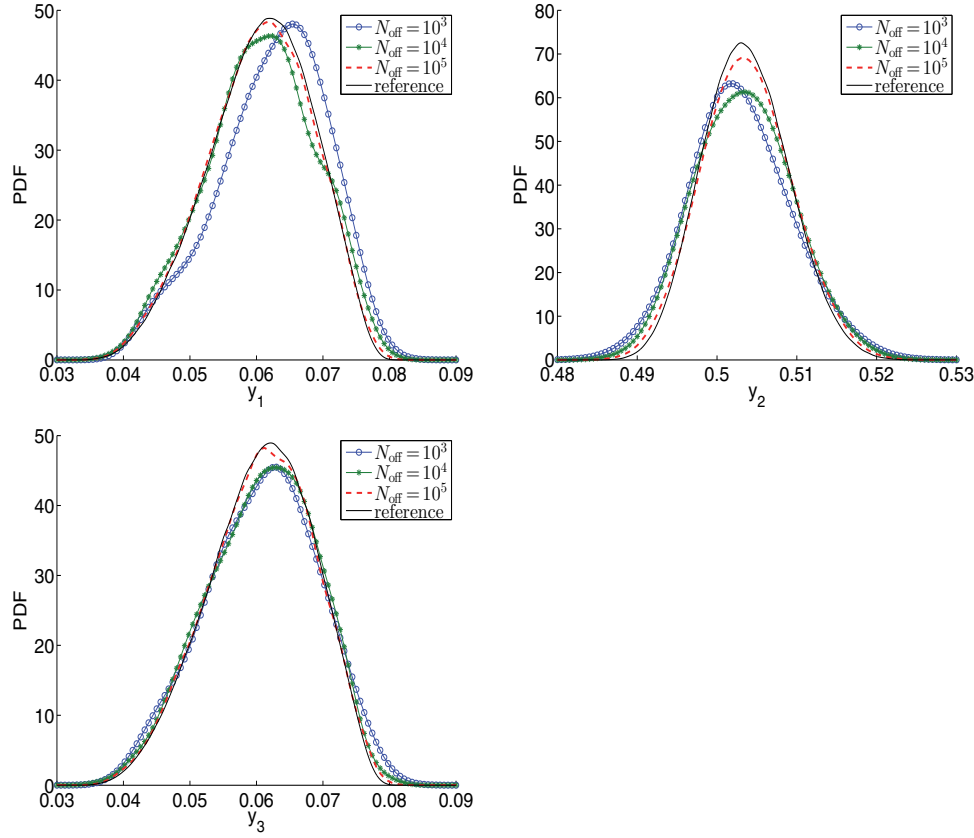 50
40
30
20
10
0
PDF
0.03 0.04 0.05 0.06 0.07 0.08 0.09
y_1
N_off = 10^3
N_off = 10^4
N_off = 10^5
reference
80
70
60
50
40
30
20
10
0
PDF
0.48 0.49 0.5 0.51 0.52 0.53
y_2
N_off = 10^3
N_off = 10^4
N_off = 10^5
reference
50
40
30
20
10
0
PDF
0.03 0.04 0.05 0.06 0.07 0.08 0.09
y_3
N_off = 10^3
N_off = 10^4
N_off = 10^5
reference